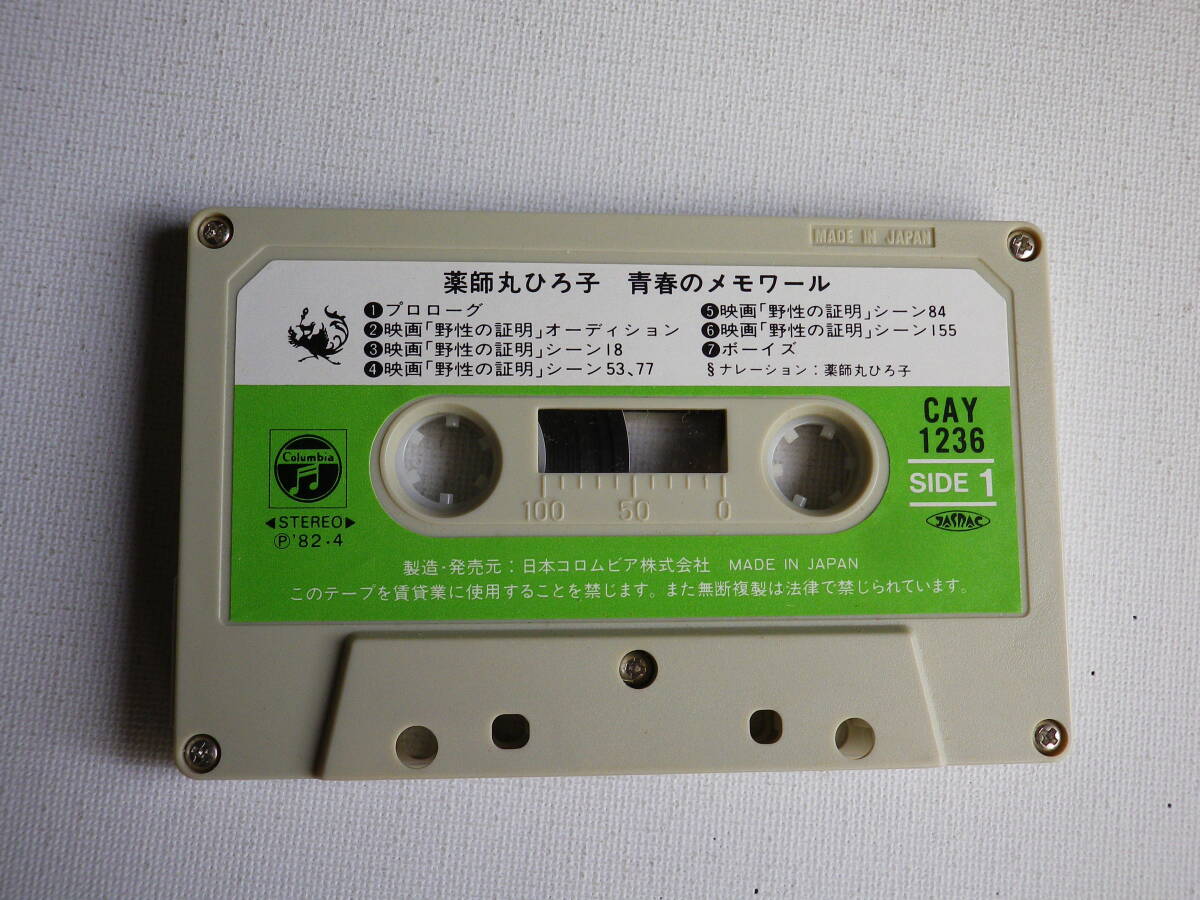 MADE IN JAPAN
薬師丸ひろ子 青春のメモワール
❶プロローグ
❷映画「野性の証明」オーディション
❸映画「野性の証明」シーン18
❹映画「野性の証明」シーン53、77
❺映画「野性の証明」シーン84
❻映画「野性の証明」シーン155
❼ボーイズ
§ナレーション：薬師丸ひろ子
CAY
1236
SIDE 1
JASRAC
Columbia
◀STEREO▶
Ⓟ'82・4
100 50 0
製造・発売元：日本コロムビア株式会社 MADE IN JAPAN
このテープを賃貸業に使用することを禁じます。また無断複製は法律で禁じられています。